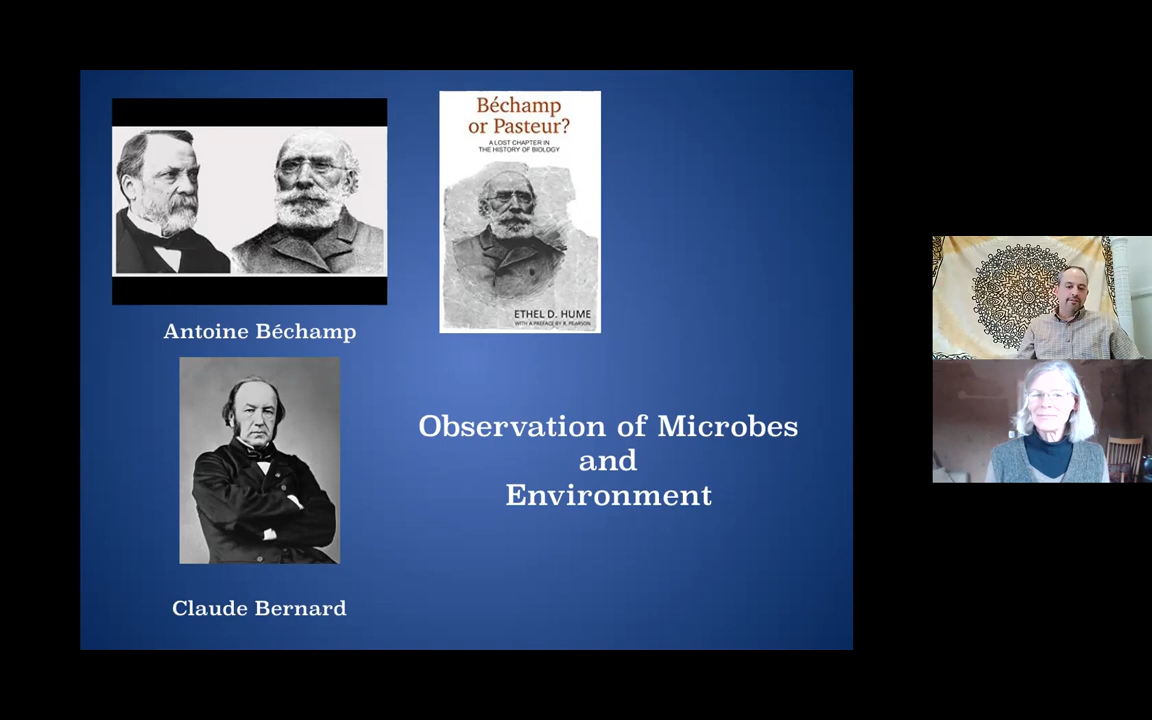 Béchamp
or Pasteur?
A LOST CHAPTER IN
THE HISTORY OF BIOLOGY
ETHEL D. HUME
WITH A PREFACE BY R. PEARSON
Antoine Béchamp
Observation of Microbes
and
Environment
Claude Bernard